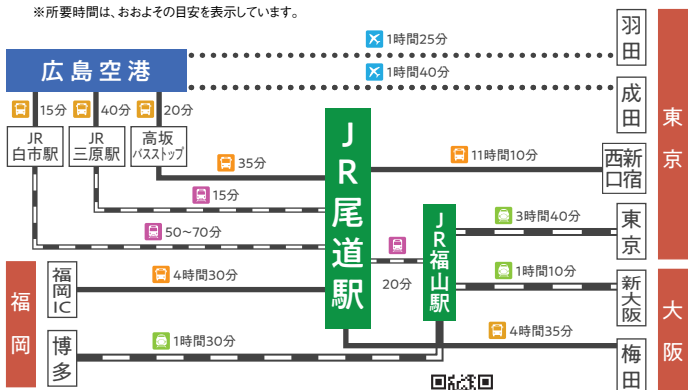 ※所要時間は、おおよその目安を表示しています。
羽田
1時間25分
広島空港
1時間40分
成田
東京
15分
40分
20分
JR
白市駅
JR
三原駅
高坂
バスストップ
JR尾道駅
35分
11時間10分
新宿
西口
15分
JR福山駅
3時間40分
東京
50~70分
20分
1時間10分
新大阪
大阪
福岡
福岡IC
4時間30分
4時間35分
梅田
博多
1時間30分